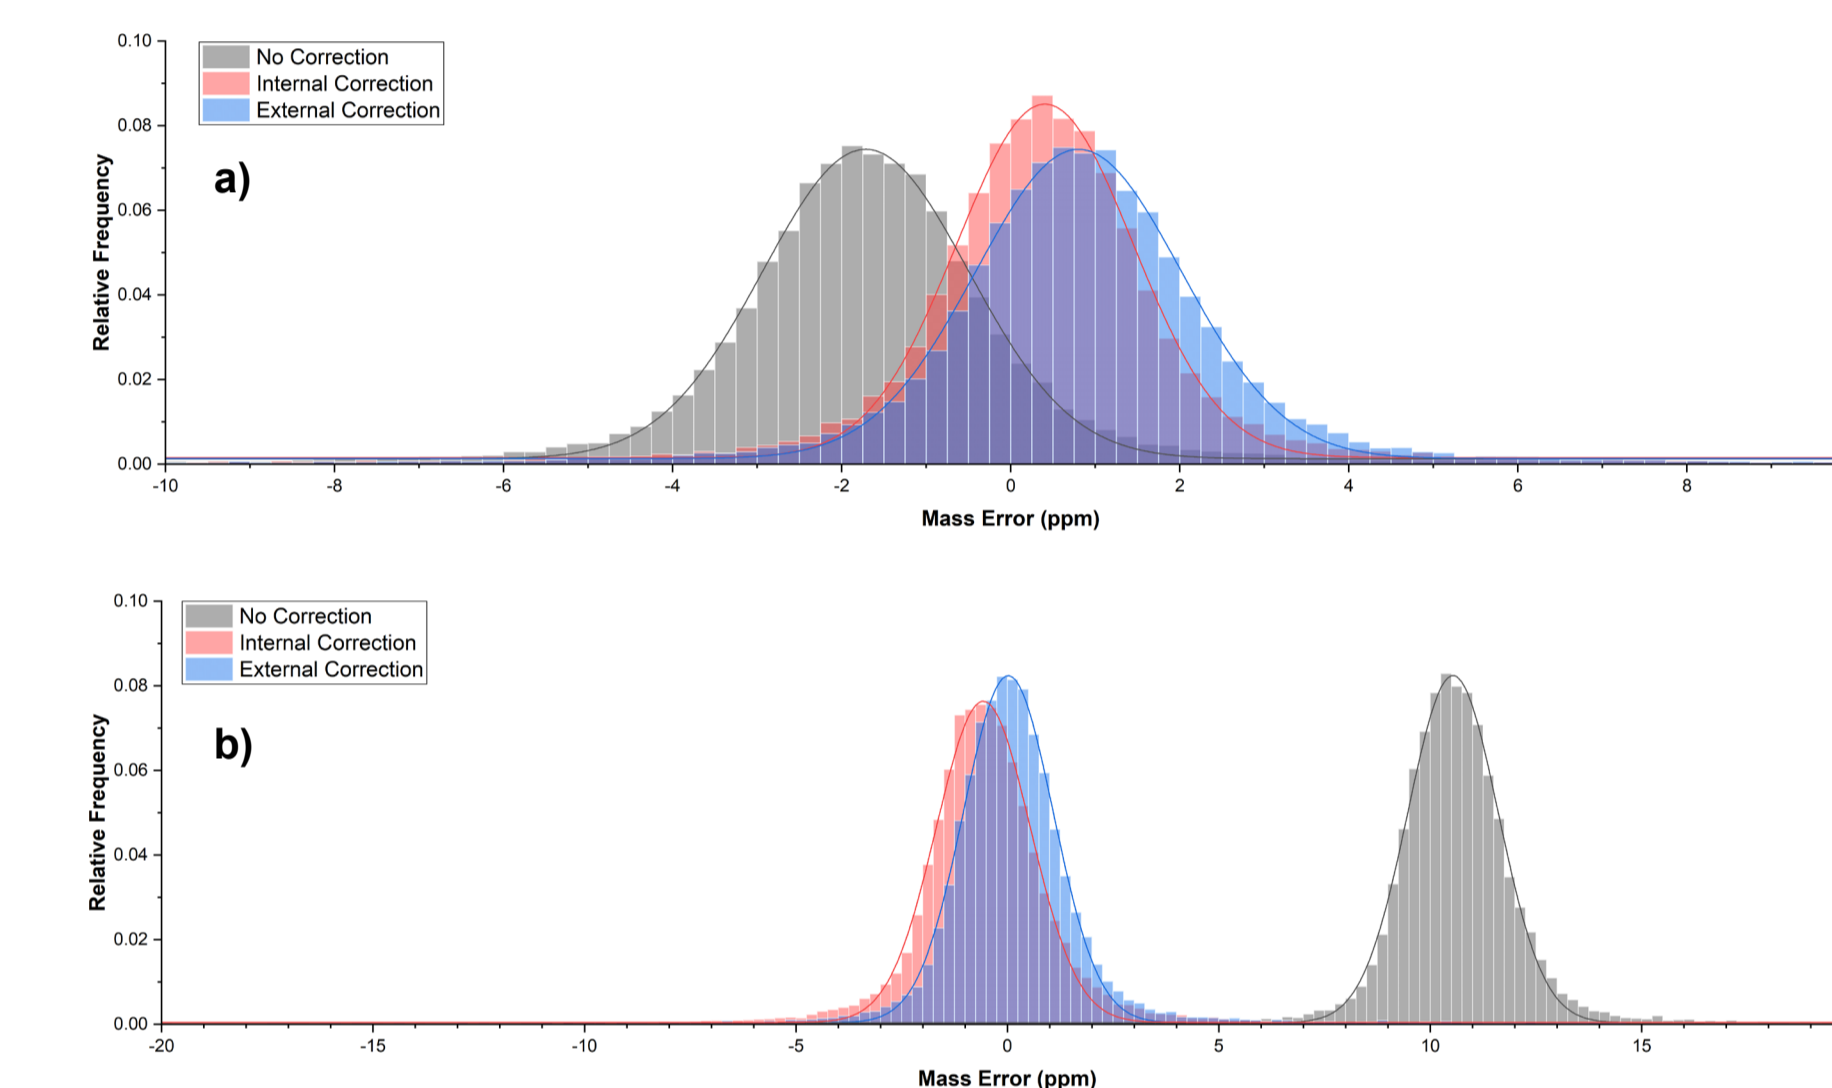 0.10
No Correction
Internal Correction
External Correction
0.08
a)
Relative Frequency
0.06
0.04
0.02
0.00
-10 -8 -6 -4 -2 0 2 4 6 8
Mass Error (ppm)
0.10
No Correction
Internal Correction
External Correction
0.08
b)
Relative Frequency
0.06
0.04
0.02
0.00
-20 -15 -10 -5 0 5 10 15
Mass Error (ppm)